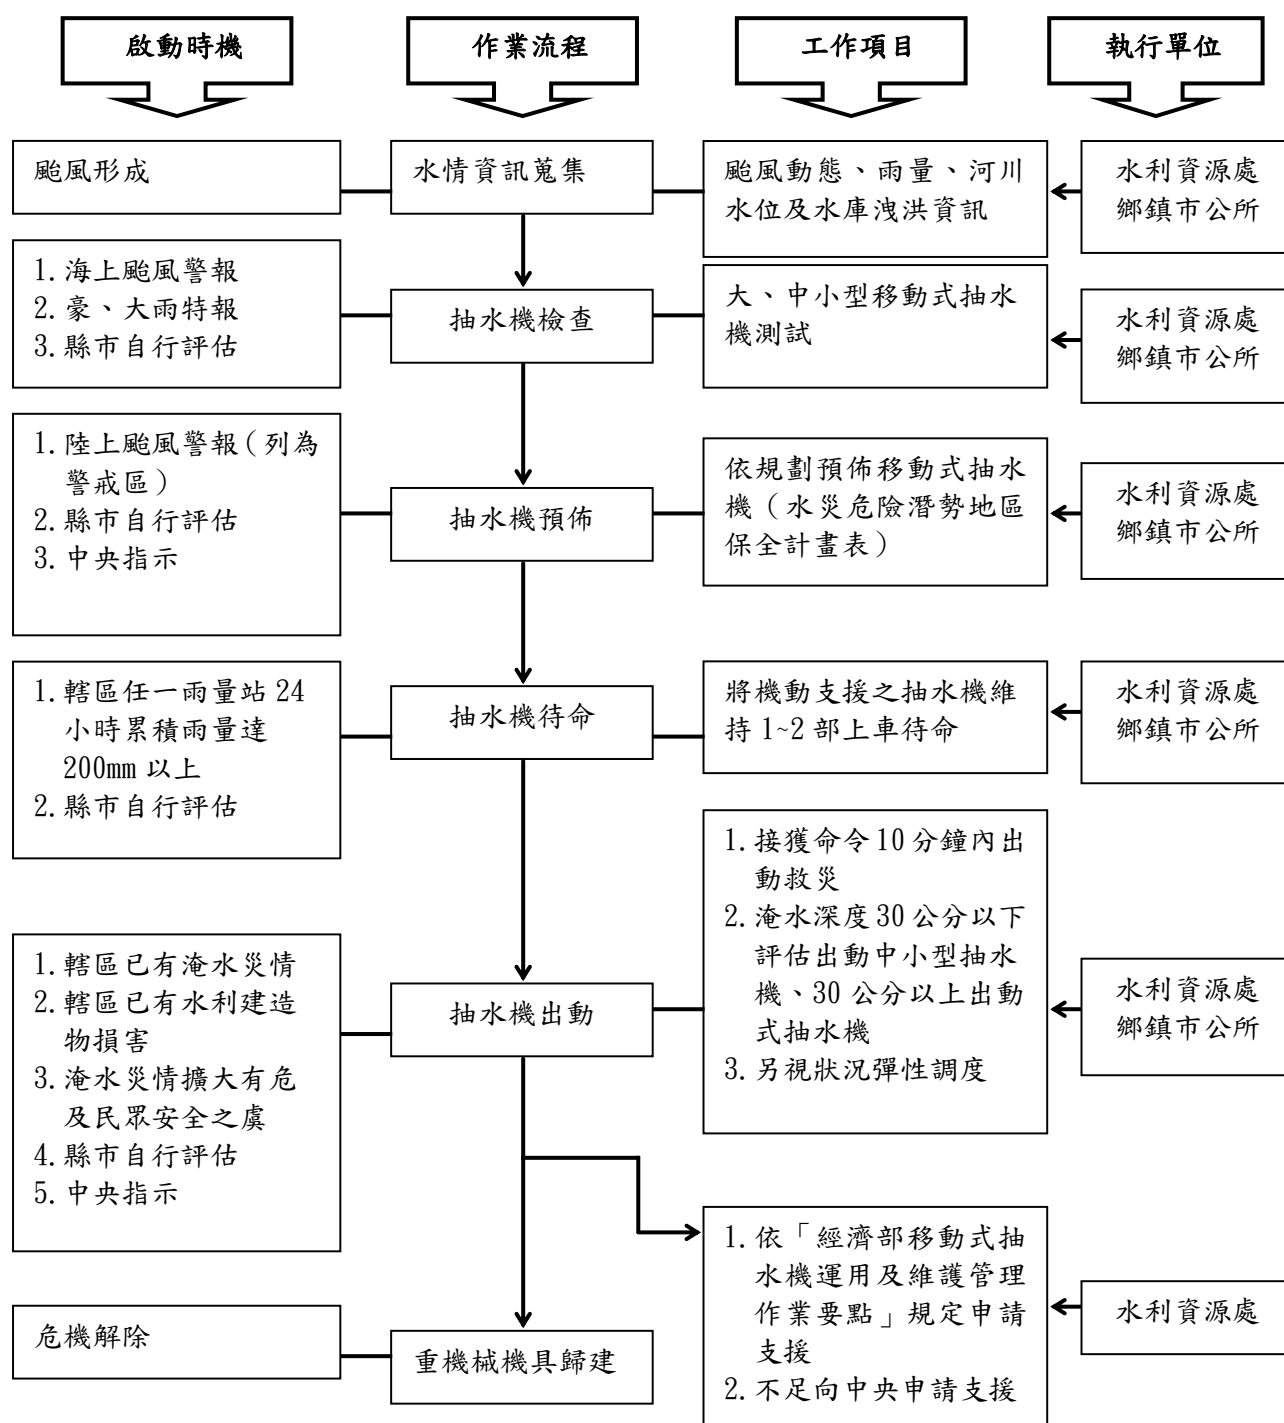 啟動時機
作業流程
工作項目
執行單位
颱風形成
水情資訊蒐集
颱風動態、雨量、河川
水位及水庫洩洪資訊
水利資源處
鄉鎮市公所
1.海上颱風警報
2.豪、大雨特報
3.縣市自行評估
抽水機檢查
大、中小型移動式抽水
機測試
水利資源處
鄉鎮市公所
1.陸上颱風警報（列為
警戒區）
2.縣市自行評估
3.中央指示
抽水機預佈
依規劃預佈移動式抽水
機（水災危險潛勢地區
保全計畫表）
水利資源處
鄉鎮市公所
1.轄區任一雨量站 24
小時累積雨量達
200mm 以上
2.縣市自行評估
抽水機待命
將機動支援之抽水機維
持 1~2 部上車待命
水利資源處
鄉鎮市公所
1.轄區已有淹水災情
2.轄區已有水利建造
物損害
3.淹水災情擴大有危
及民眾安全之虞
4.縣市自行評估
5.中央指示
抽水機出動
1.接獲命令 10 分鐘內出
動救災
2.淹水深度 30 公分以下
評估出動中小型抽水
機、30 公分以上出動
式抽水機
3.另視狀況彈性調度
水利資源處
鄉鎮市公所
1.依「經濟部移動式抽
水機運用及維護管理
作業要點」規定申請
支援
2.不足向中央申請支援
水利資源處
危機解除
重機械機具歸建